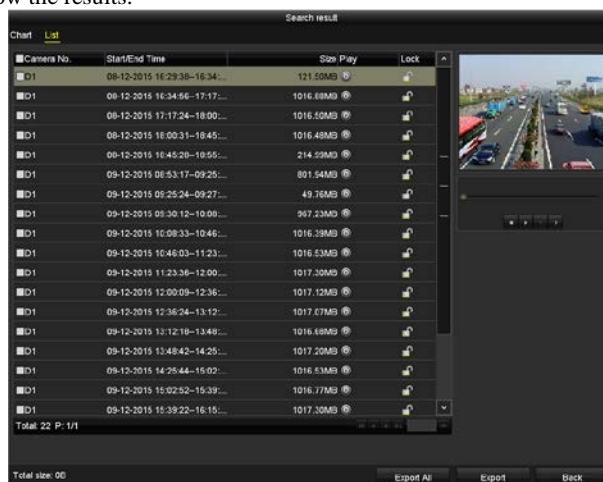 ow the results.
Search result
Chart List
Camera No. Start/End Time Size Play Lock
D1 08-12-2015 16:29:38--16:34:... 121.50MB
D1 08-12-2015 16:34:56--17:17:... 1016.88MB
D1 08-12-2015 17:17:24--18:00:... 1016.50MB
D1 08-12-2015 18:00:31--18:45:... 1016.48MB
D1 08-12-2015 18:45:20--18:55:... 214.99MB
D1 09-12-2015 08:53:17--09:25:... 801.54MB
D1 09-12-2015 09:25:24--09:27:... 49.76MB
D1 09-12-2015 09:30:12--10:08:... 967.23MB
D1 09-12-2015 10:08:33--10:46:... 1016.39MB
D1 09-12-2015 10:46:03--11:23:... 1016.53MB
D1 09-12-2015 11:23:36--12:00:... 1017.30MB
D1 09-12-2015 12:00:09--12:36:... 1017.12MB
D1 09-12-2015 12:36:24--13:12:... 1017.07MB
D1 09-12-2015 13:12:18--13:48:... 1016.68MB
D1 09-12-2015 13:48:42--14:25:... 1017.20MB
D1 09-12-2015 14:25:44--15:02:... 1016.53MB
D1 09-12-2015 15:02:52--15:39:... 1016.77MB
D1 09-12-2015 15:39:22--16:15:... 1017.30MB
Total: 22 P: 1/1
Total size: 0B
Export All Export Back